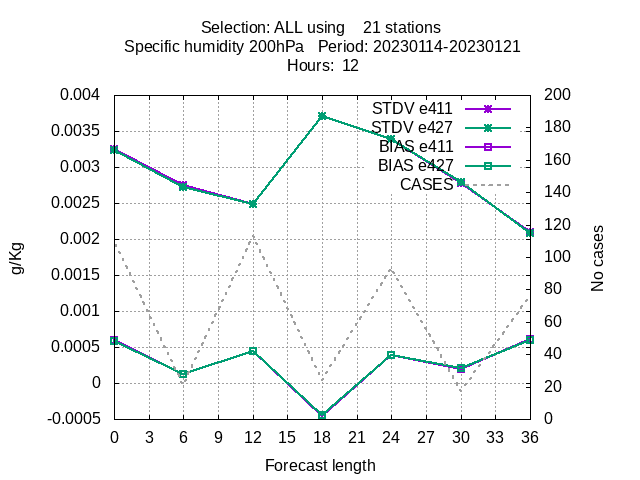 Selection: ALL using    21 stations
Specific humidity 200hPa   Period: 20230114-20230121
Hours:  12
STDV e411
STDV e427
BIAS e411
BIAS e427
CASES
0.004
0.0035
0.003
0.0025
0.002
0.0015
0.001
0.0005
0
-0.0005
g/Kg
200
180
160
140
120
100
80
60
40
20
0
No cases
0 3 6 9 12 15 18 21 24 27 30 33 36
Forecast length